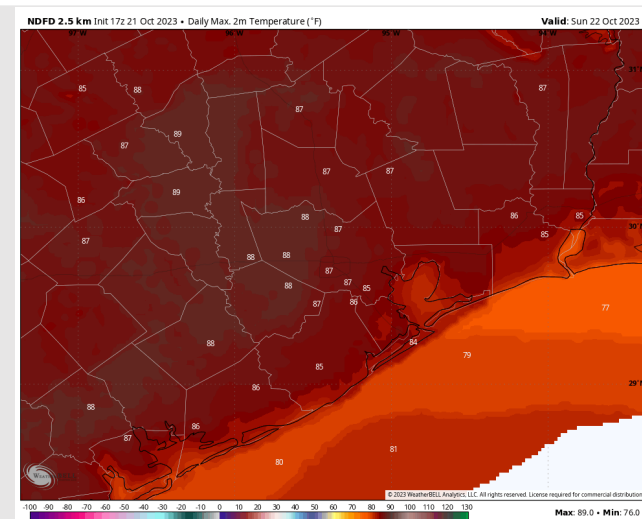 NDFD 2.5 km Init 17z 21 Oct 2023 • Daily Max. 2m Temperature (°F)
Valid: Sun 22 Oct 2023
97°W 96°W 95°W 94°W
85 88 87
87
89
87
87 87
89
86 86 85
88
87 85
87 30°N
88 88
87
88 87 85
86 77
87
84
88 79
85
29°N
86
88
86
87
81
80
© 2023 WeatherBELL Analytics, LLC. All rights reserved. License required for commercial distribution
-100 -90 -80 -70 -60 -50 -40 -30 -20 -10 0 10 20 30 40 50 60 70 80 90 100 110 120 130
Max: 89.0 • Min: 76.0